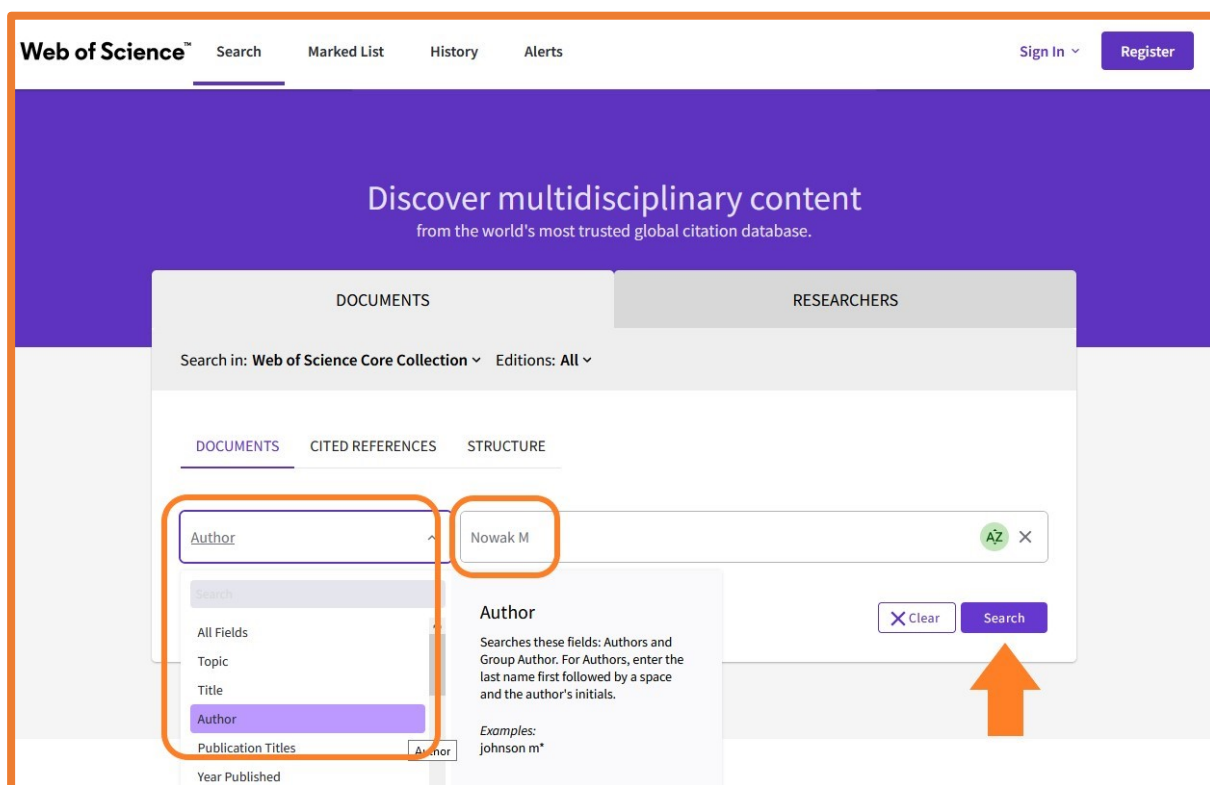 Web of Science™ Search Marked List History Alerts Sign In Register
Discover multidisciplinary content
from the world's most trusted global citation database.
DOCUMENTS RESEARCHERS
Search in: Web of Science Core Collection Editions: All
DOCUMENTS CITED REFERENCES STRUCTURE
Author Nowak M AZ
Search
All Fields
Topic
Title
Author
Publication Titles
Author
Year Published
Author
Searches these fields: Authors and
Group Author. For Authors, enter the
last name first followed by a space
and the author's initials.
Examples:
johnson m*
Clear Search